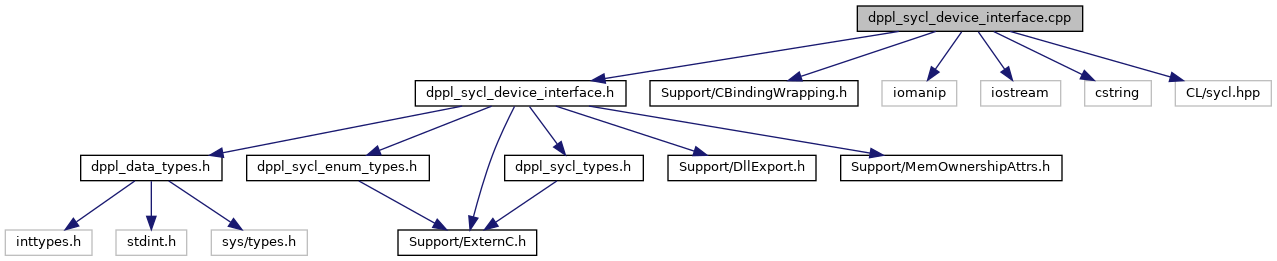 dppl_sycl_device_interface.cpp
dppl_sycl_device_interface.h
Support/CBindingWrapping.h
iomanip
iostream
cstring
CL/sycl.hpp
dppl_data_types.h
dppl_sycl_enum_types.h
dppl_sycl_types.h
Support/DllExport.h
Support/MemOwnershipAttrs.h
inttypes.h
stdint.h
sys/types.h
Support/ExternC.h